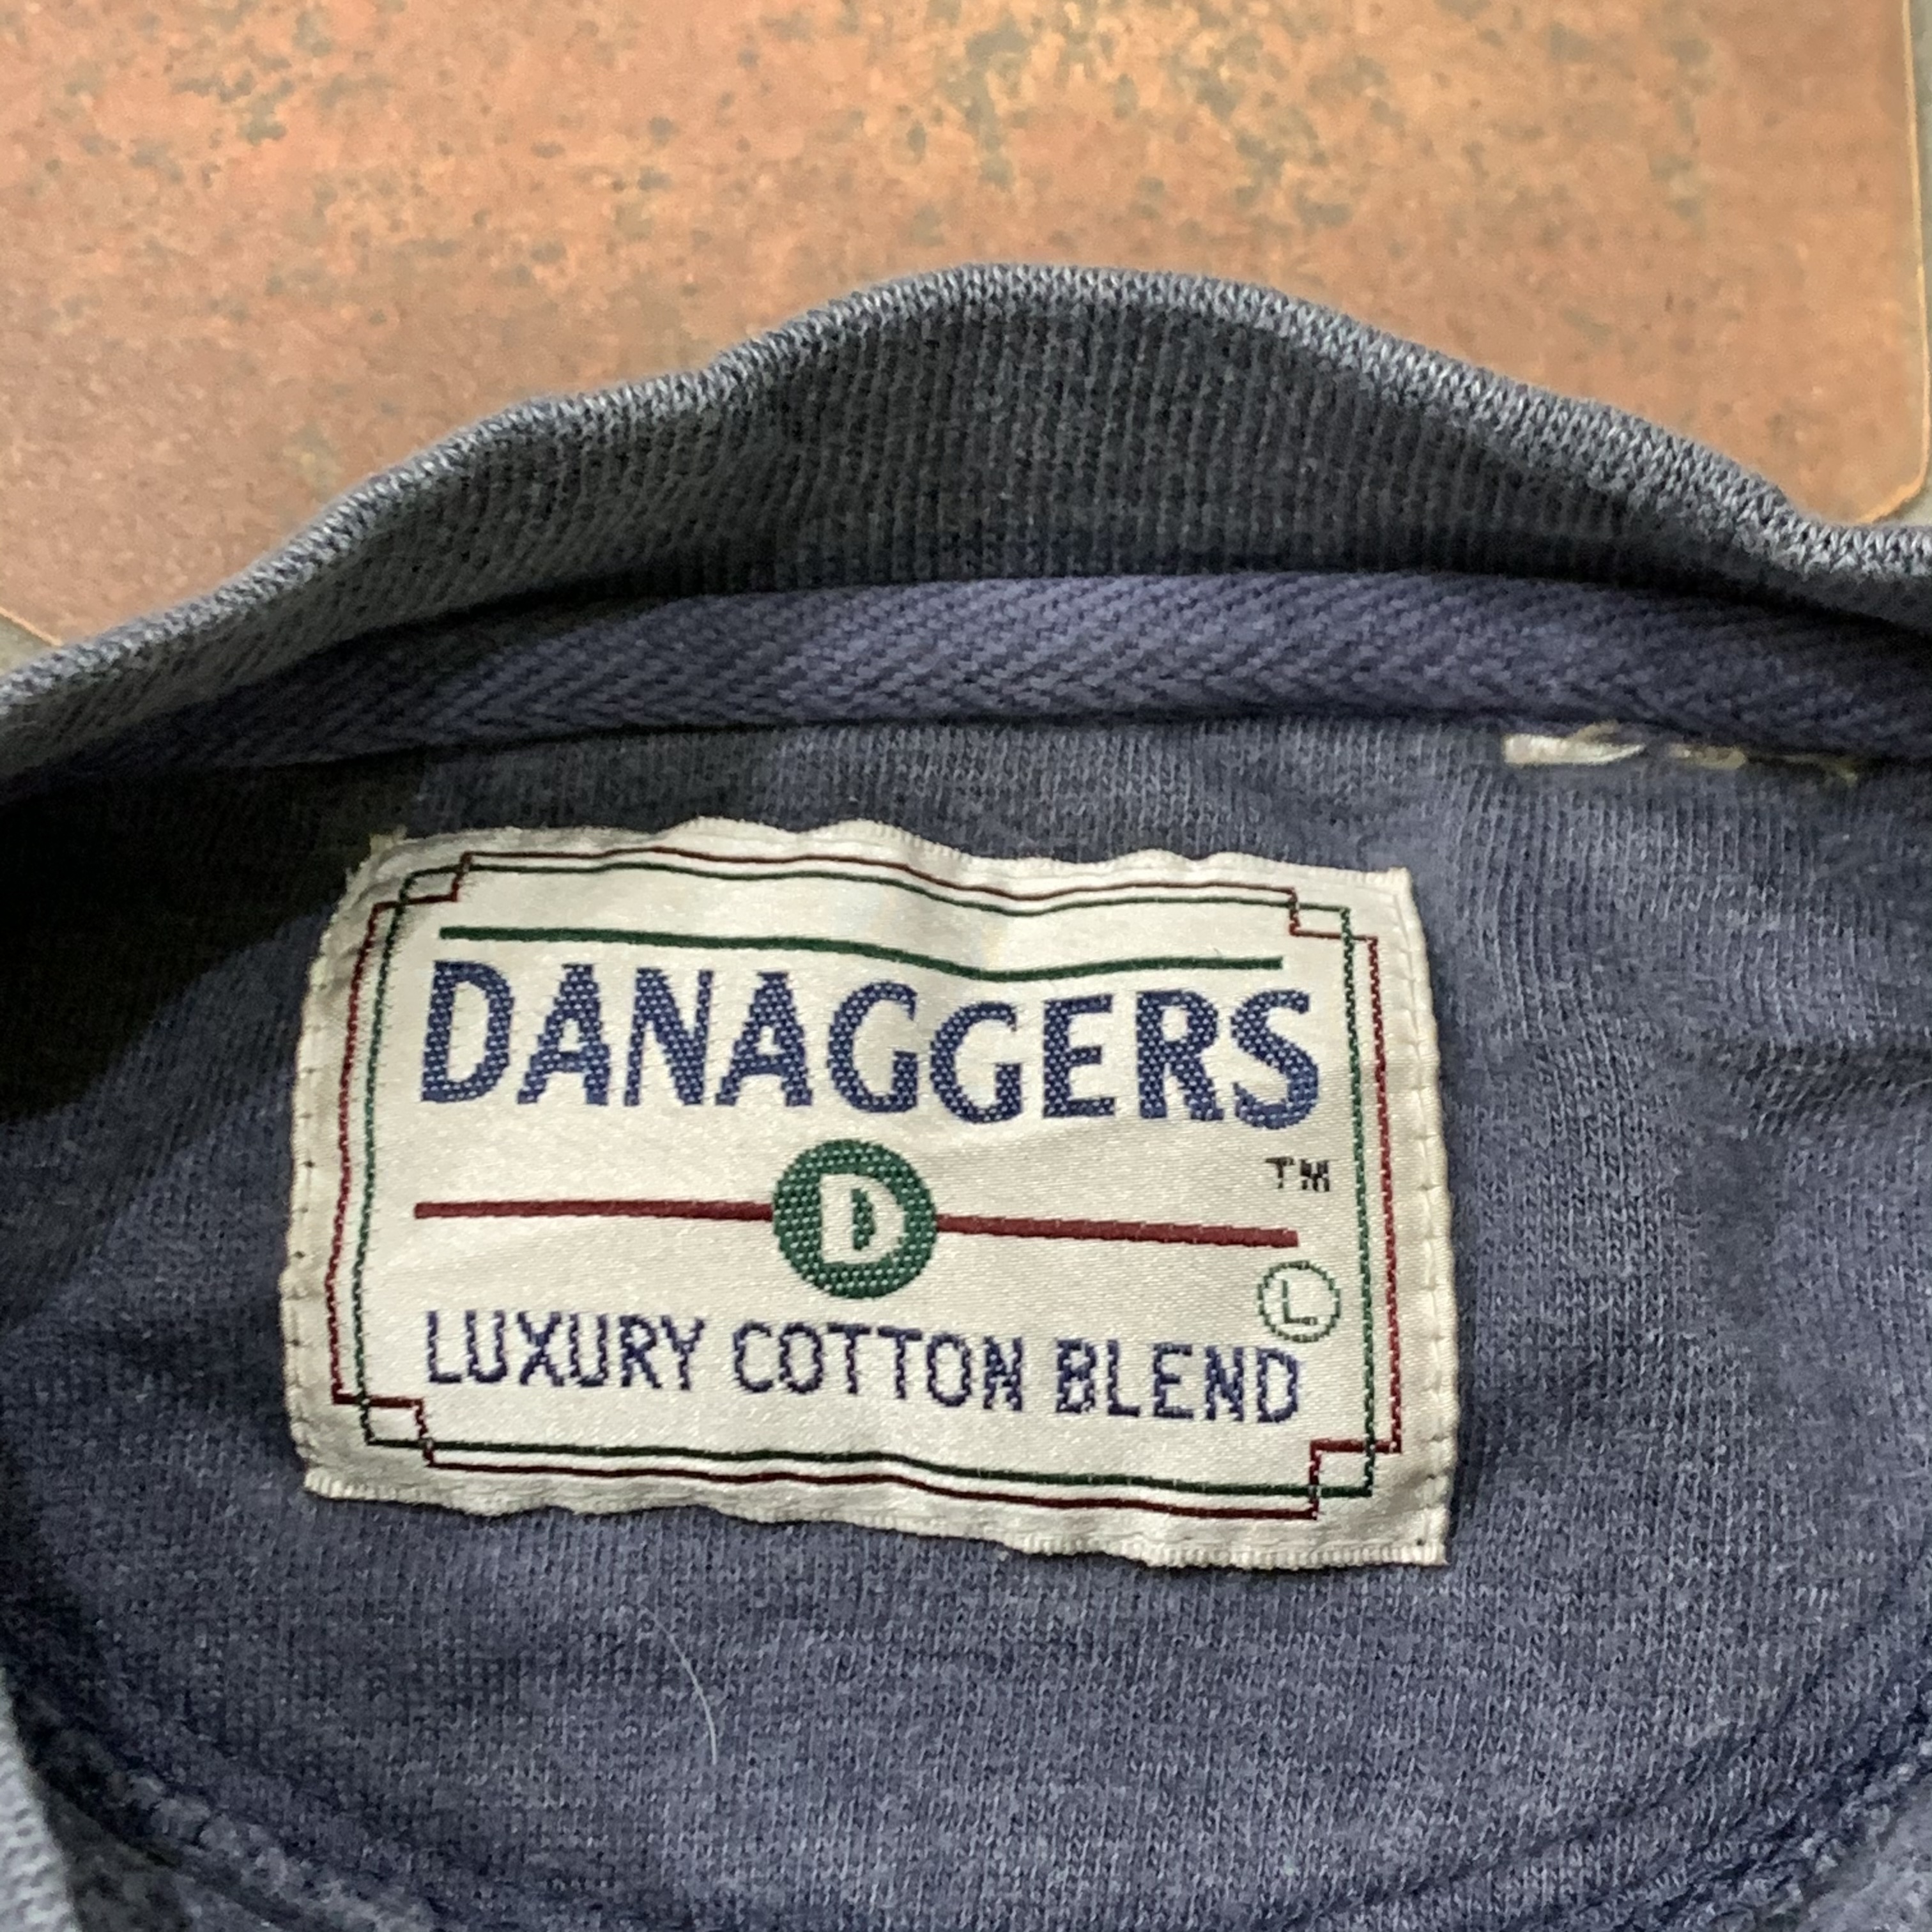 DANAGGERS
TM
D
L
LUXURY COTTON BLEND